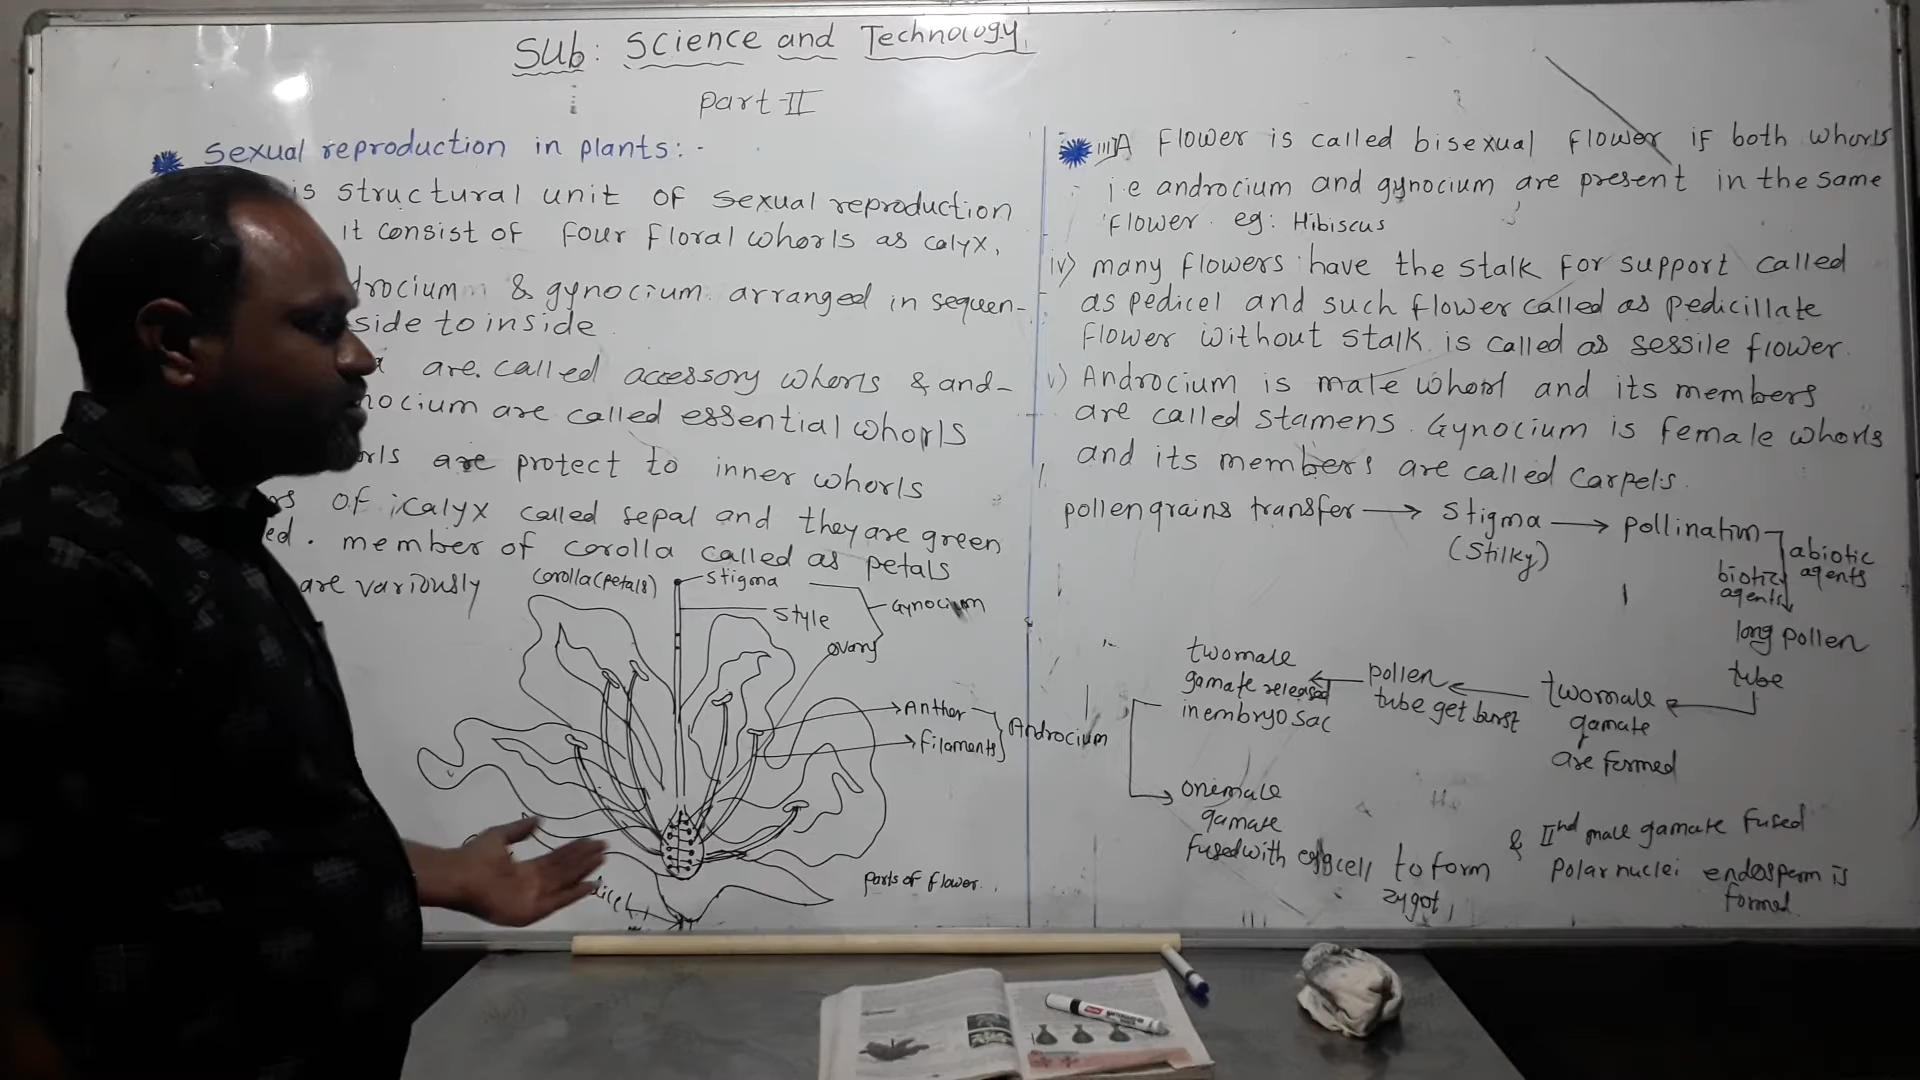 Sub: Science and Technology
Part-II
Sexual reproduction in plants:-
is structural unit of sexual reproduction
it consist of four floral whorls as calyx,
drocium & gynocium arranged in sequen-
side to inside.
a are called accessory whorls & and-
nocium are called essential whorls
orls are protect to inner whorls
rs of calyx called sepal and they are green
ed. member of corolla called as petals
are variously
corolla (petals)
stigma
style
ovary
Gynocium
Anther
filaments
Androcium
parts of flower.
iii) A flower is called bisexual flower if both whorls
i.e androcium and gynocium are present in the same
flower. eg: Hibiscus
iv) many flowers have the stalk for support called
as pedicel and such flower called as pedicillate
flower without stalk is called as sessile flower.
v) Androcium is male whorl and its members
are called stamens. Gynocium is female whorls
and its members are called carpels.
pollengrains transfer → stigma → pollination
(stilky)
abiotic
agents
biotic
agents
long pollen
tube
twomale
gamate
are formed
pollen
tube get burst
twomale
gamate released
in embryo sac
onemale
gamate
fused with egg cell to form
zygot
& IInd male gamate fused
polar nuclei endosperm is
formed